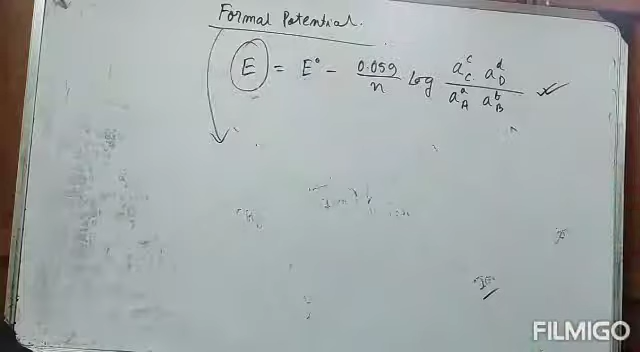 Formal Potential.
E = E° - 0.059/n log a_C^c a_D^d / a_A^a a_B^b
FILMIGO